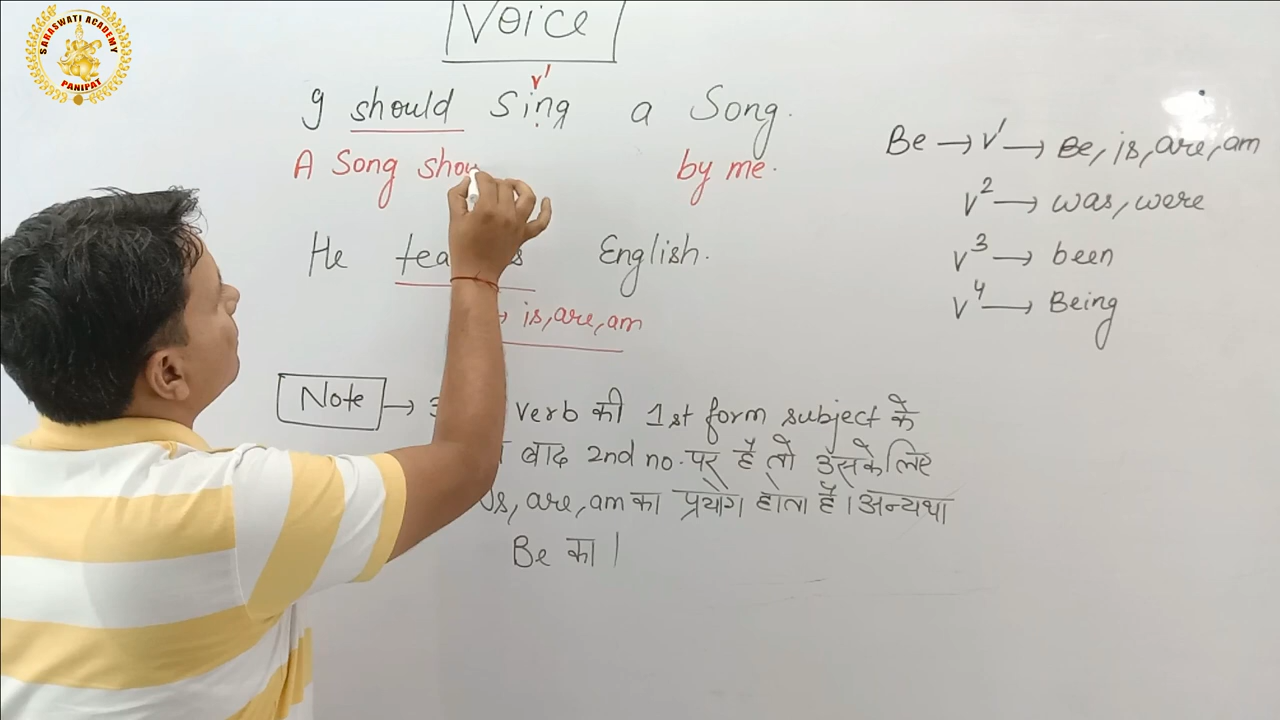 SARASWATI ACADEMY
PANIPAT
Voice
v'
I should Sing a Song.
A Song shou by me.
He English.
is, are, am
Be → v' → Be, is, are, am
v² → was, were
v³ → been
v⁴ → Being
Note → verb की 1st form subject के
बाद 2nd no. पर है तो उसके लिए
is, are, am का प्रयोग होता है। अन्यथा
Be का।